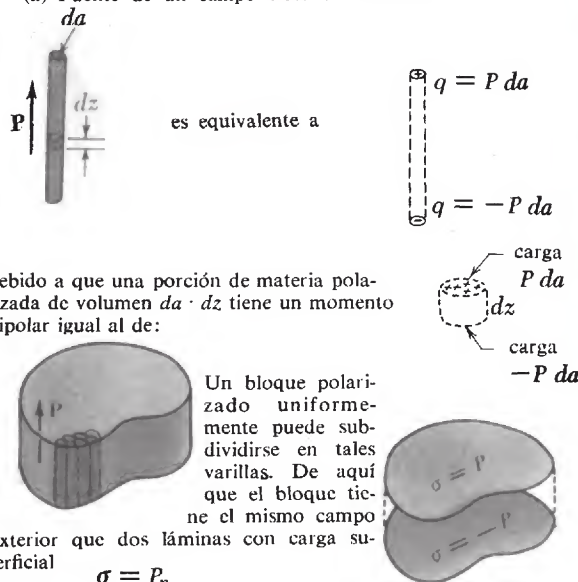 da
P
dz
es equivalente a
q = P da
q = −P da
carga
P da
dz
carga
−P da
ebido a que una porción de materia pola-
zada de volumen da · dz tiene un momento
ipolar igual al de:
P
Un bloque polari-
zado uniforme-
mente puede sub-
dividirse en tales
varillas. De aquí
que el bloque tie-
ne el mismo campo
xterior que dos láminas con carga su-
erficial
σ = Pn
σ = P
σ = −P